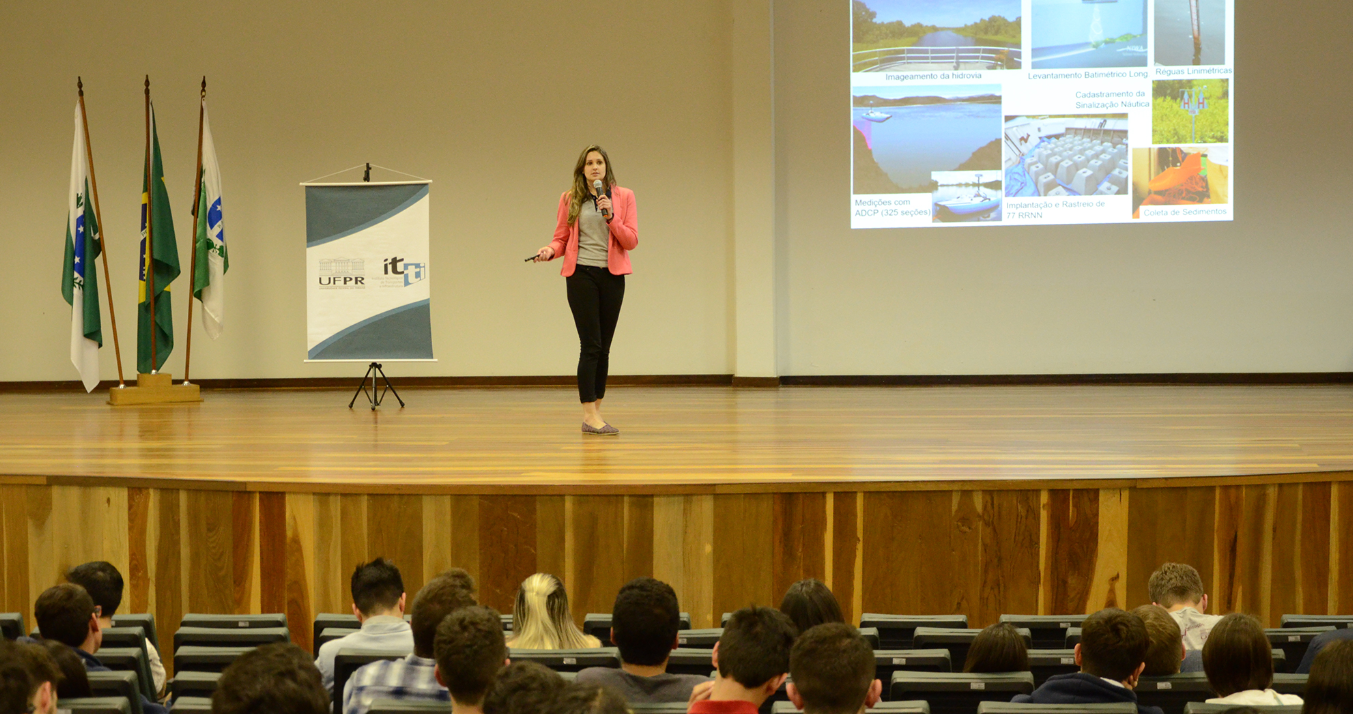 Imageamento da hidrovia
Levantamento Batimétrico Long
Réguas Linimétricas
Cadastramento da
Sinalização Náutica
Medições com
ADCP (325 seções)
Implantação e Rastreio de
77 RRNN
Coleta de Sedimentos
UFPR
itti